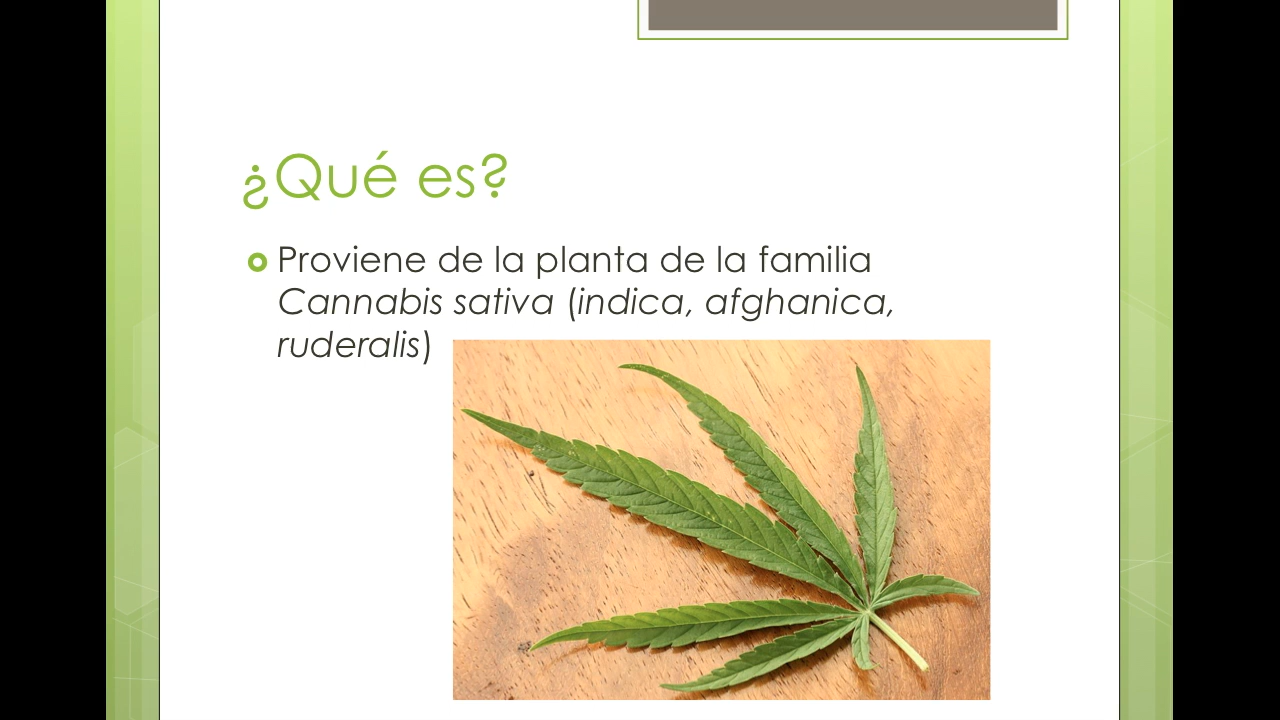 ¿Qué es?
Proviene de la planta de la familia
Cannabis sativa (indica, afghanica,
ruderalis)